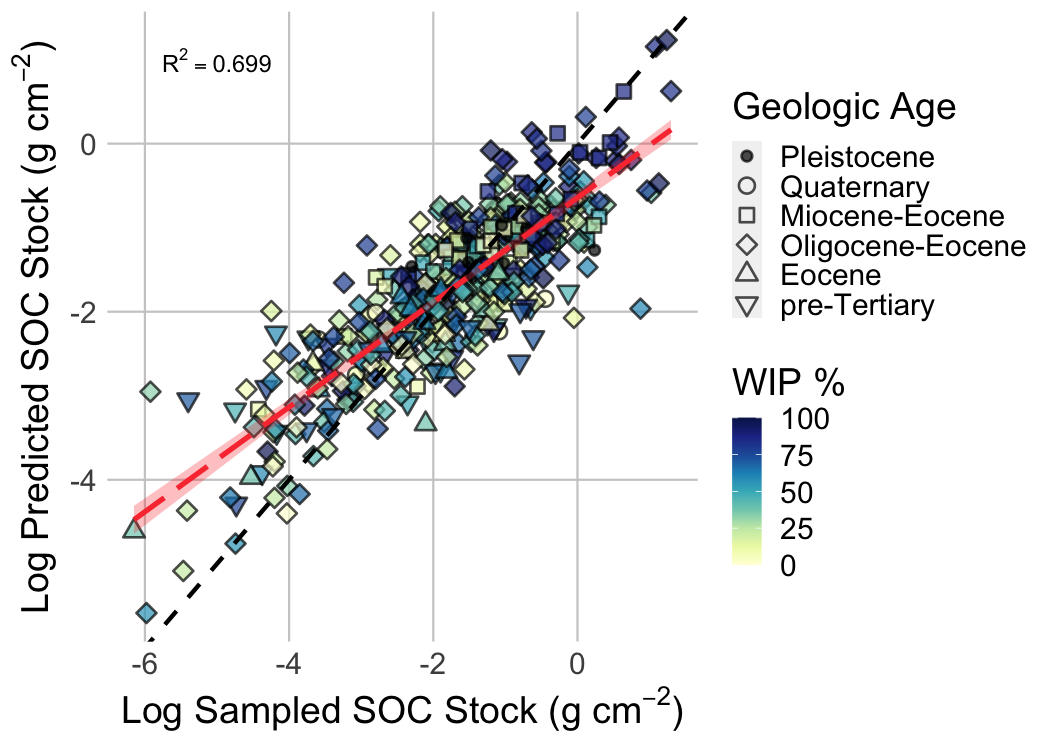 R² = 0.699
Log Predicted SOC Stock (g cm⁻²)
0
-2
-4
-6
-4
-2
0
Log Sampled SOC Stock (g cm⁻²)
Geologic Age
Pleistocene
Quaternary
Miocene-Eocene
Oligocene-Eocene
Eocene
pre-Tertiary
WIP %
100
75
50
25
0